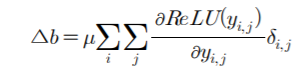 △b = μ∑_i∑_j ∂ReLU(y_{i,j})/∂y_{i,j} δ_{i,j}